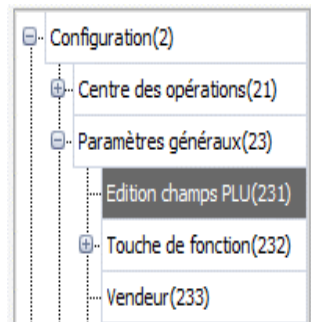 Configuration(2)
Centre des opérations(21)
Paramètres généraux(23)
Edition champs PLU(231)
Touche de fonction(232)
Vendeur(233)